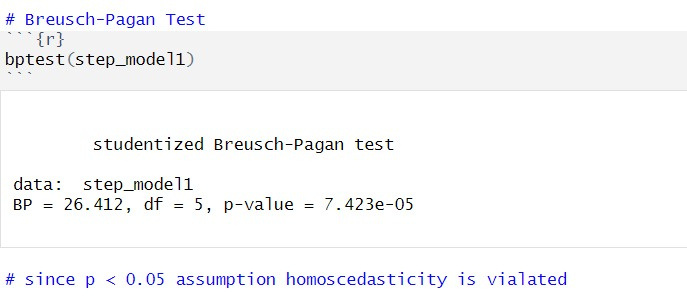 # Breusch-Pagan Test
```{r}
bptest(step_model1)
```
studentized Breusch-Pagan test
data:  step_model1
BP = 26.412, df = 5, p-value = 7.423e-05
# since p < 0.05 assumption homoscedasticity is vialated